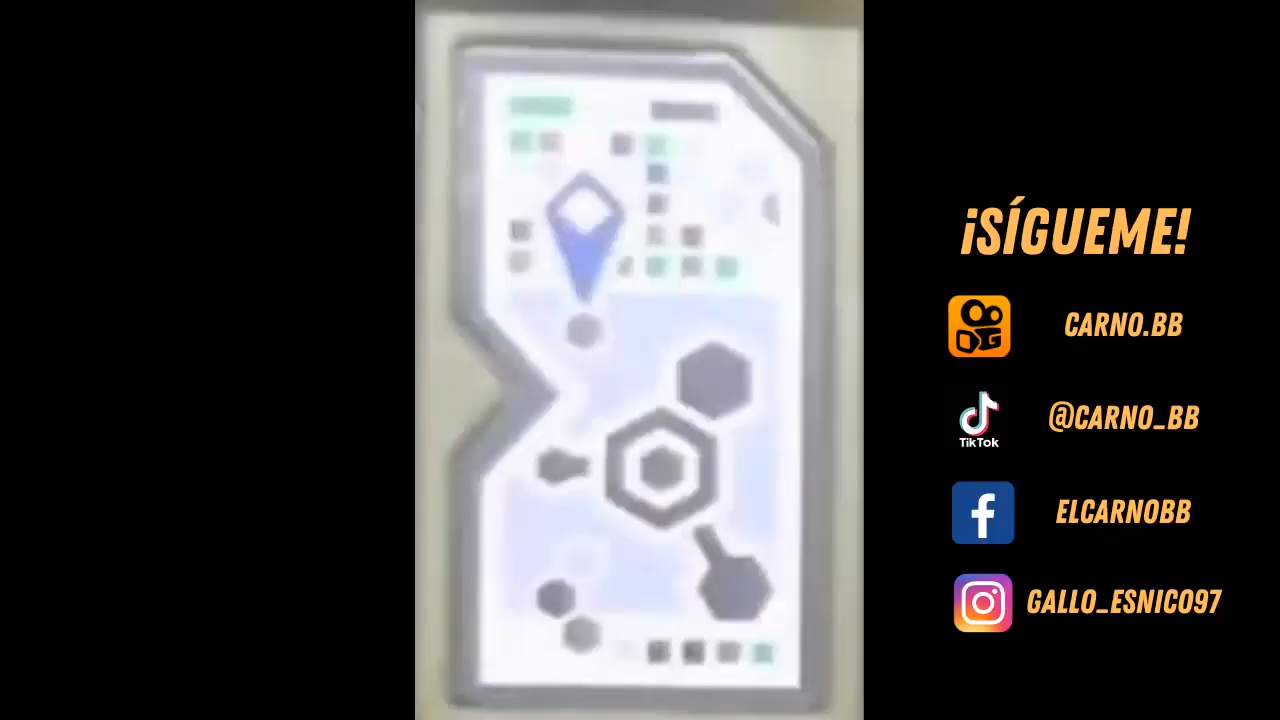 ¡SÍGUEME!
CARNO.BB
@CARNO_BB
TikTok
ELCARNOBB
GALLO_ESNICO97